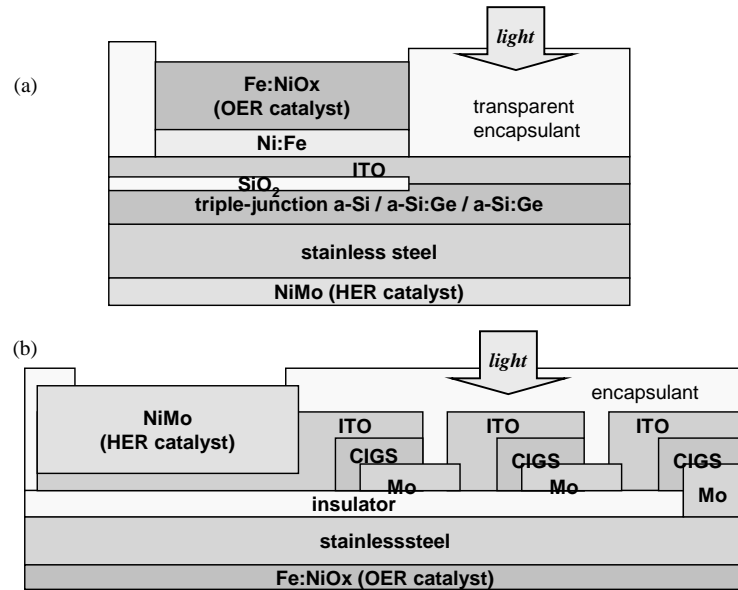 (a)
light
Fe:NiOx
(OER catalyst)
transparent
encapsulant
Ni:Fe
ITO
SiO2
triple-junction a-Si / a-Si:Ge / a-Si:Ge
stainless steel
NiMo (HER catalyst)
(b)
light
encapsulant
NiMo
(HER catalyst)
ITO
ITO
ITO
CIGS
CIGS
CIGS
Mo
Mo
Mo
insulator
stainlesssteel
Fe:NiOx (OER catalyst)